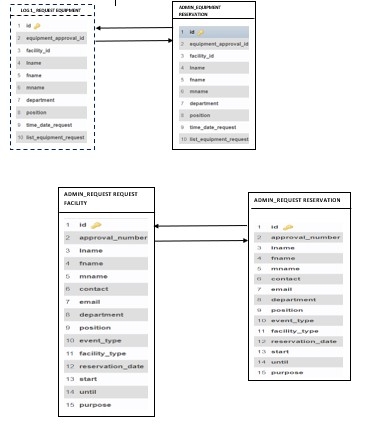 LOG1_ REQUEST EQUIPMENT
1 id
2 equipment_approval_id
3 facility_id
4 lname
5 fname
6 mname
7 department
8 position
9 time_date_request
10 list_equipment_request
ADMIN_EQUIPMENT
RESERVATION
1 id
2 equipment_approval_id
3 facility_id
4 lname
5 fname
6 mname
7 department
8 position
9 time_date_request
10 list_equipment_request
ADMIN_REQUEST REQUEST
FACILITY
1 id
2 approval_number
3 lname
4 fname
5 mname
6 contact
7 email
8 department
9 position
10 event_type
11 facility_type
12 reservation_date
13 start
14 until
15 purpose
ADMIN_REQUEST RESERVATION
1 id
2 approval_number
3 lname
4 fname
5 mname
6 contact
7 email
8 department
9 position
10 event_type
11 facility_type
12 reservation_date
13 start
14 until
15 purpose